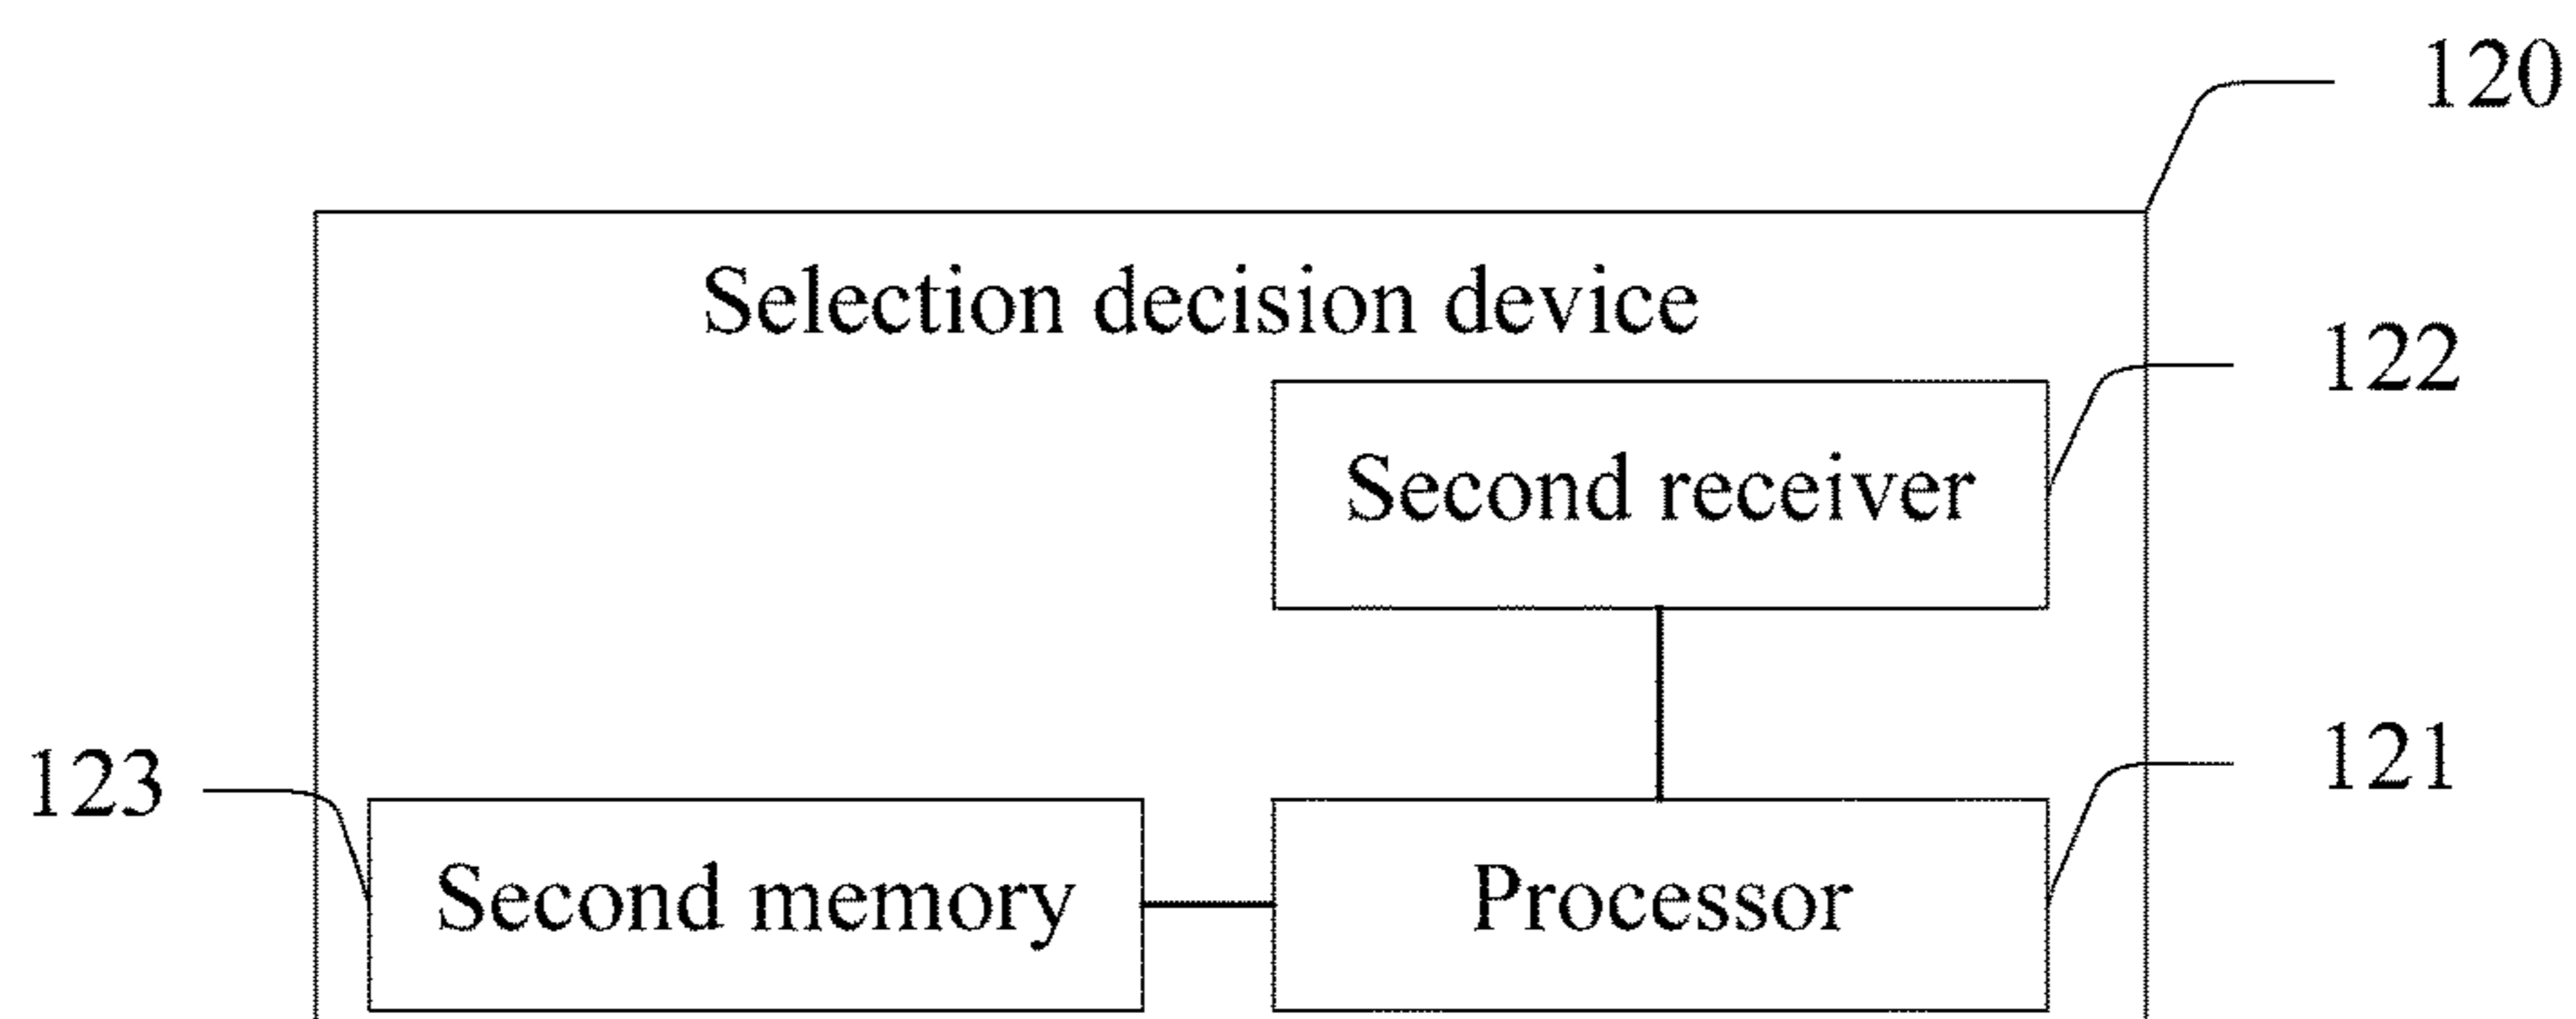 120
Selection decision device
122
Second receiver
123
121
Second memory
Processor